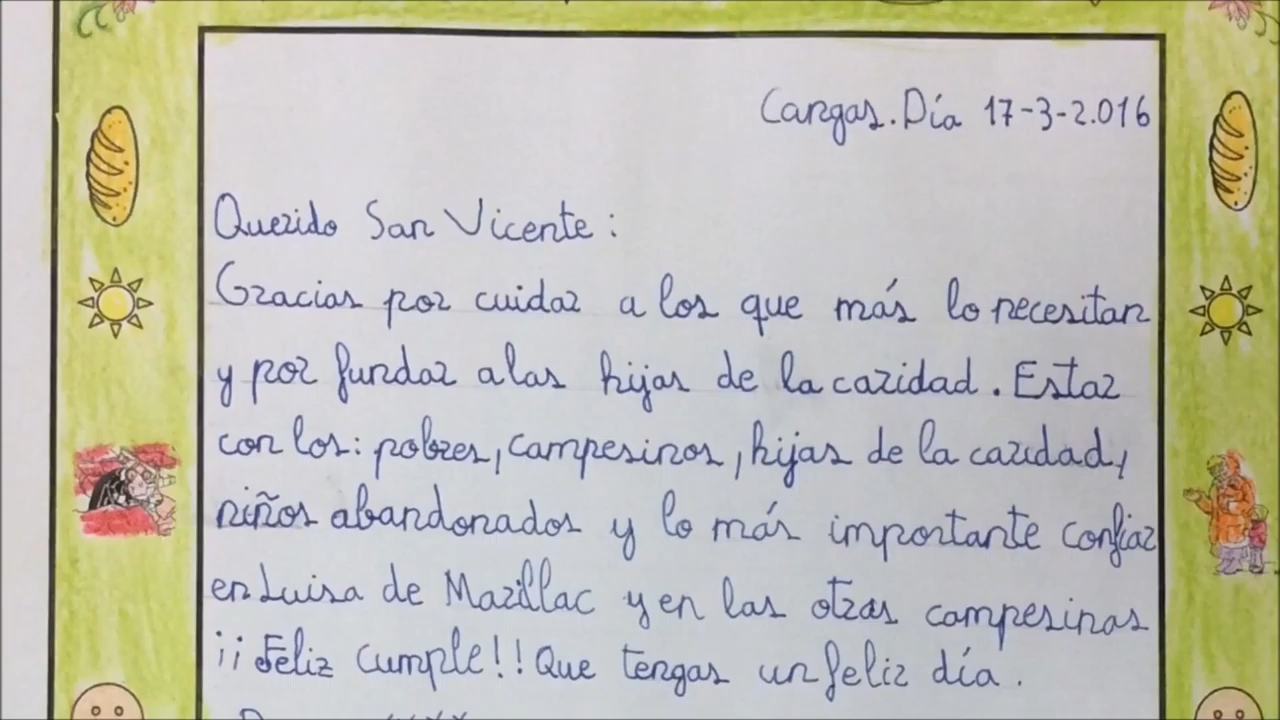 Cangas. Día 17-3-2.016
Querido San Vicente:
Gracias por cuidar a los que más lo necesitan
y por fundar a las hijas de la caridad. Estar
con los: pobres, campesinos, hijas de la caridad,
niños abandonados y lo más importante confiar
en Luisa de Marillac y en las otras campesinas
¡¡Feliz Cumple!! Que tengas un feliz día.